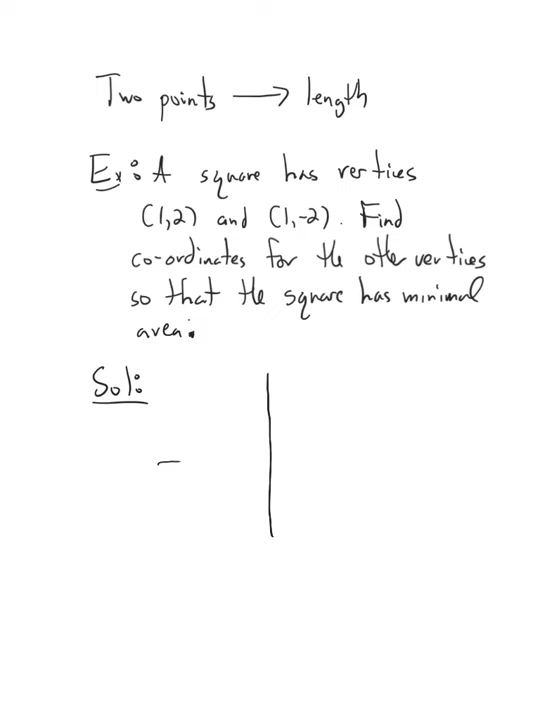 Two points → length
Ex: A square has vertices
(1,2) and (1,-2). Find
co-ordinates for the other vertices
so that the square has minimal
area.
Sol: